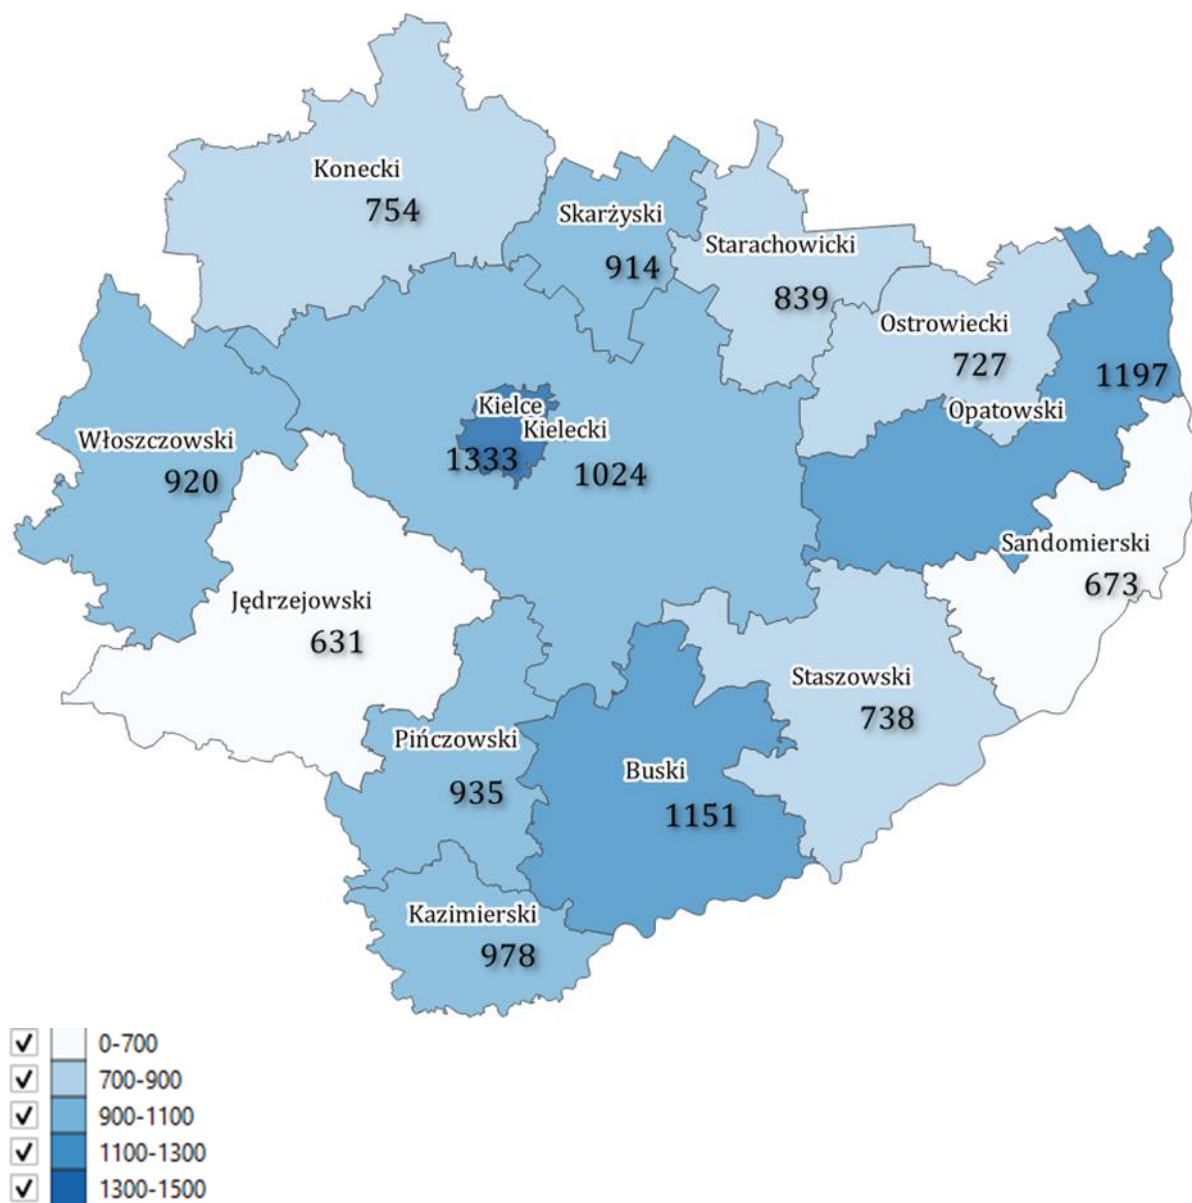 Konecki
754
Skarżyski
914
Starachowicki
839
Ostrowiecki
727
1197
Opatowski
Kielce
Kielecki
1333
1024
Włoszczowski
920
Sandomierski
673
Jędrzejowski
631
Staszowski
738
Pińczowski
935
Buski
1151
Kazimierski
978
0-700
700-900
900-1100
1100-1300
1300-1500